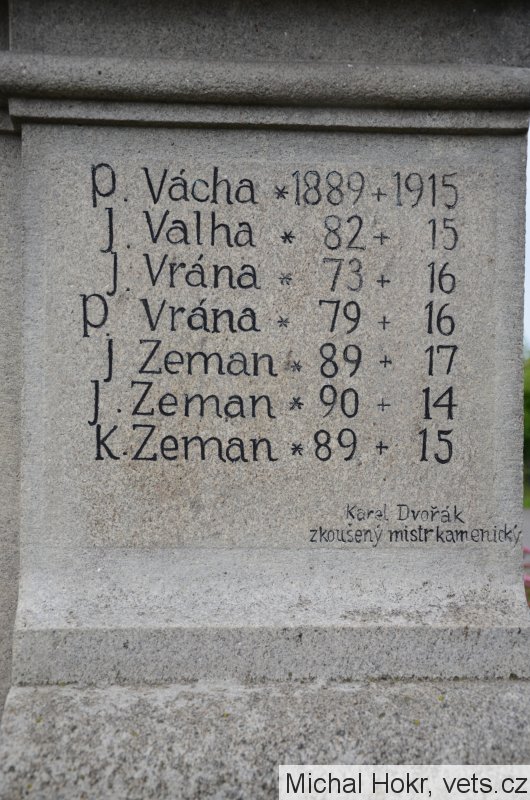 P. Vácha *1889 + 1915
J. Valha * 82 + 15
J. Vrána * 73 + 16
P. Vrána * 79 + 16
J Zeman * 89 + 17
J. Zeman * 90 + 14
K. Zeman * 89 + 15
Karel Dvořák
zkoušený mistr kamenický
Michal Hokr, vets.cz